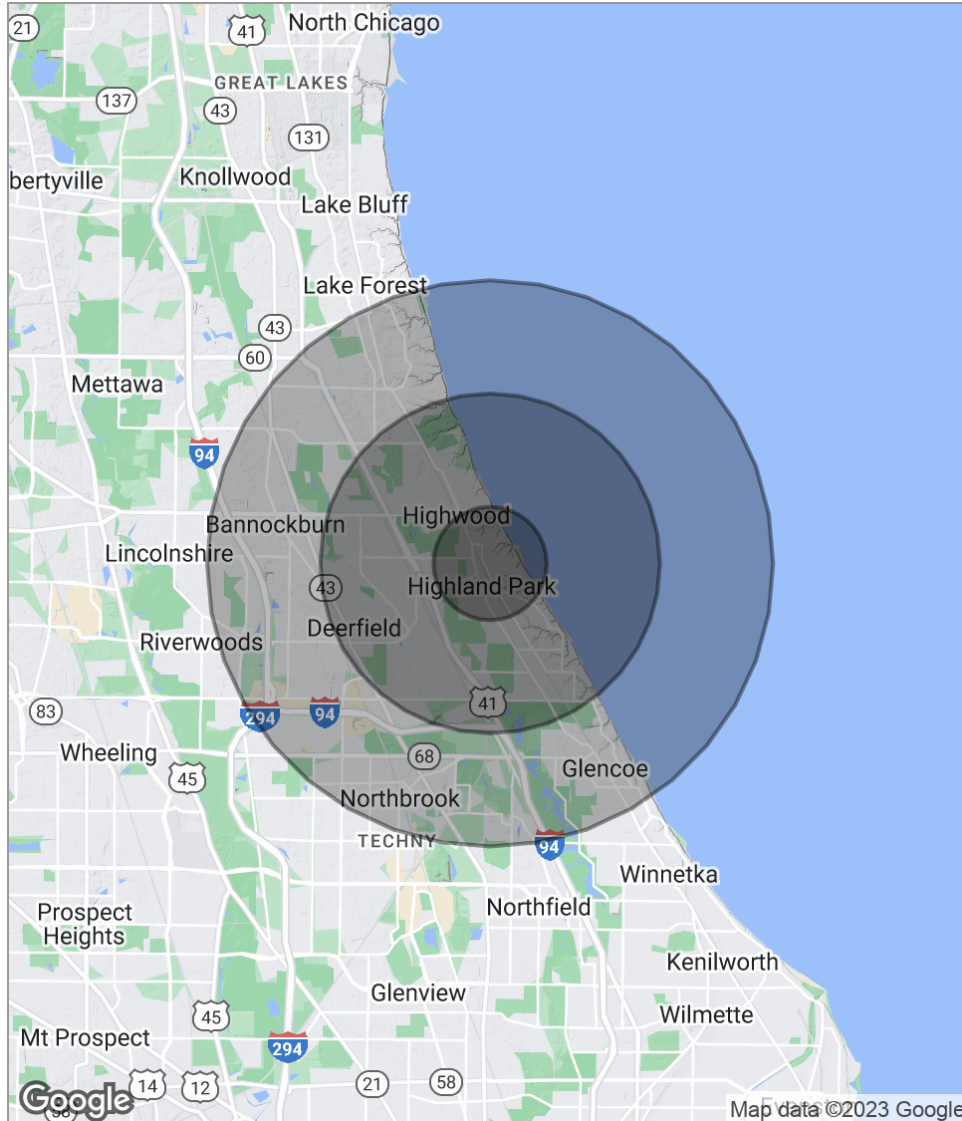 21
41
North Chicago
GREAT LAKES
137
43
131
bertyville
Knollwood
Lake Bluff
Lake Forest
43
60
Mettawa
94
Highwood
Bannockburn
Lincolnshire
43
Highland Park
Deerfield
Riverwoods
41
83
294
94
Wheeling
68
Glencoe
45
Northbrook
TECHNY
94
Winnetka
Prospect
Heights
Northfield
Kenilworth
Glenview
45
Wilmette
Mt Prospect
294
14
12
21
58
Google
58
Map data ©2023 Google